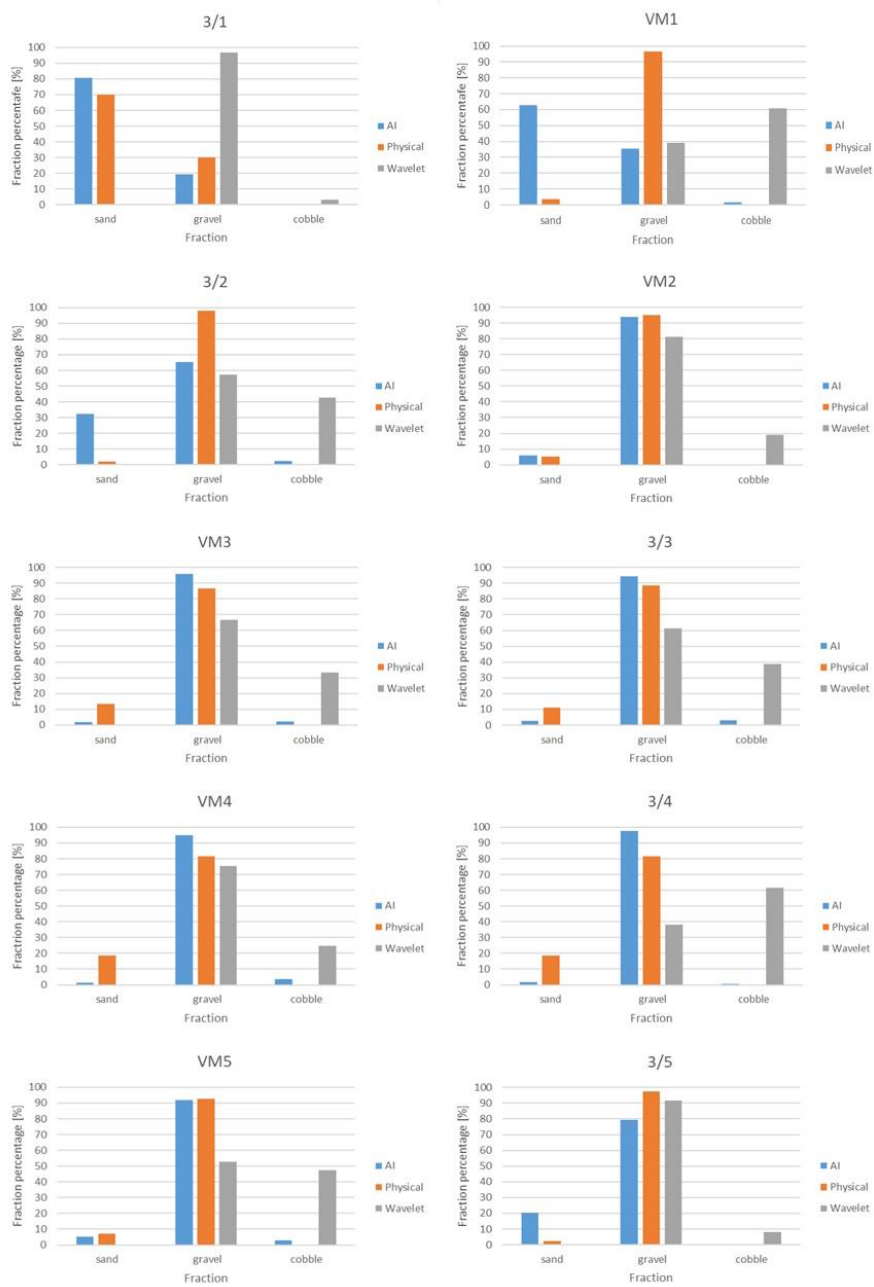 3/1
Fraction percentafe [%]
100
90
80
70
60
50
40
30
20
10
0
sand gravel cobble
Fraction
AI
Physical
Wavelet
VM1
Fraction percentage [%]
100
90
80
70
60
50
40
30
20
10
0
sand gravel cobble
Fraction
AI
Physical
Wavelet
3/2
Fraction percentage [%]
100
90
80
70
60
50
40
30
20
10
0
sand gravel cobble
Fraction
AI
Physical
Wavelet
VM2
Fraction percentage [%]
100
90
80
70
60
50
40
30
20
10
0
sand gravel cobble
Fraction
AI
Physical
Wavelet
VM3
Fraction percentage [%]
100
90
80
70
60
50
40
30
20
10
0
sand gravel cobble
Fraction
AI
Physical
Wavelet
3/3
Fraction percentage [%]
100
90
80
70
60
50
40
30
20
10
0
sand gravel cobble
Fraction
AI
Physical
Wavelet
VM4
Fractrion percentage [%]
100
90
80
70
60
50
40
30
20
10
0
sand gravel cobble
Fraction
AI
Physical
Wavelet
3/4
Fraction percentage [%]
100
90
80
70
60
50
40
30
20
10
0
sand gravel cobble
Fraction
AI
Physical
Wavelet
VM5
Fraction percentage [%]
100
90
80
70
60
50
40
30
20
10
0
sand gravel cobble
Fraction
AI
Physical
Wavelet
3/5
Fraction percentage [%]
100
90
80
70
60
50
40
30
20
10
0
sand gravel cobble
Fraction
AI
Physical
Wavelet